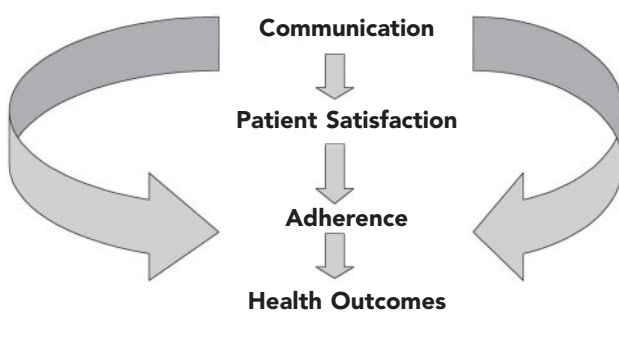 Communication
Patient Satisfaction
Adherence
Health Outcomes